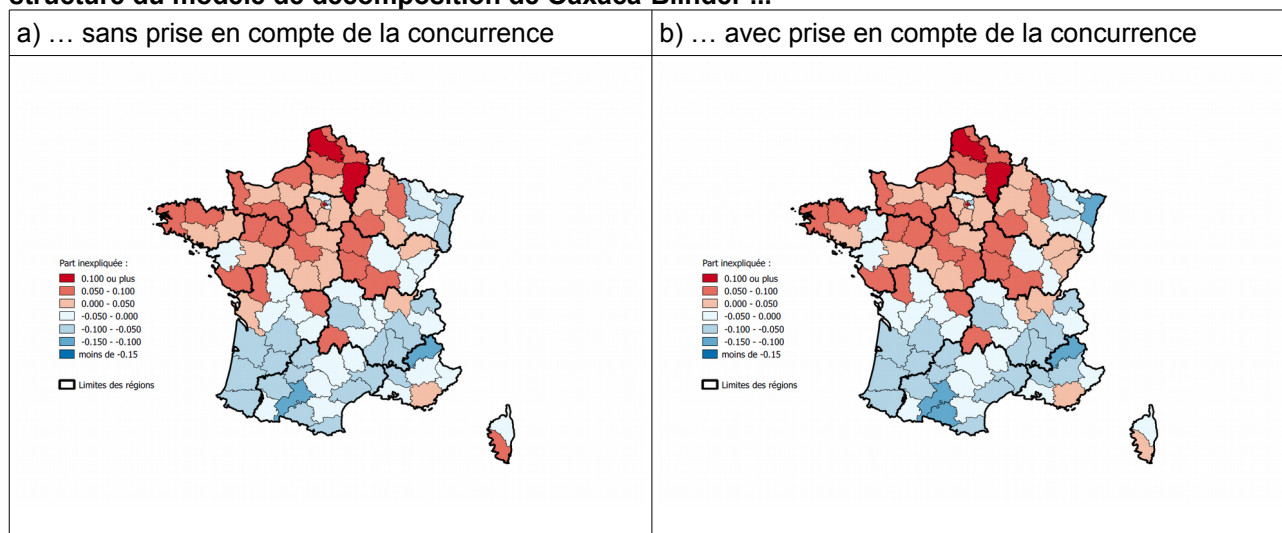 structure du modèle de décomposition de Oaxaca-Blinder ...
a) … sans prise en compte de la concurrence
b) … avec prise en compte de la concurrence
Part inexpliquée :
0.100 ou plus
0.050 - 0.100
0.000 - 0.050
-0.050 - 0.000
-0.100 - -0.050
-0.150 - -0.100
moins de -0.15
Limites des régions
Part inexpliquée :
0.100 ou plus
0.050 - 0.100
0.000 - 0.050
-0.050 - 0.000
-0.100 - -0.050
-0.150 - -0.100
moins de -0.15
Limites des régions